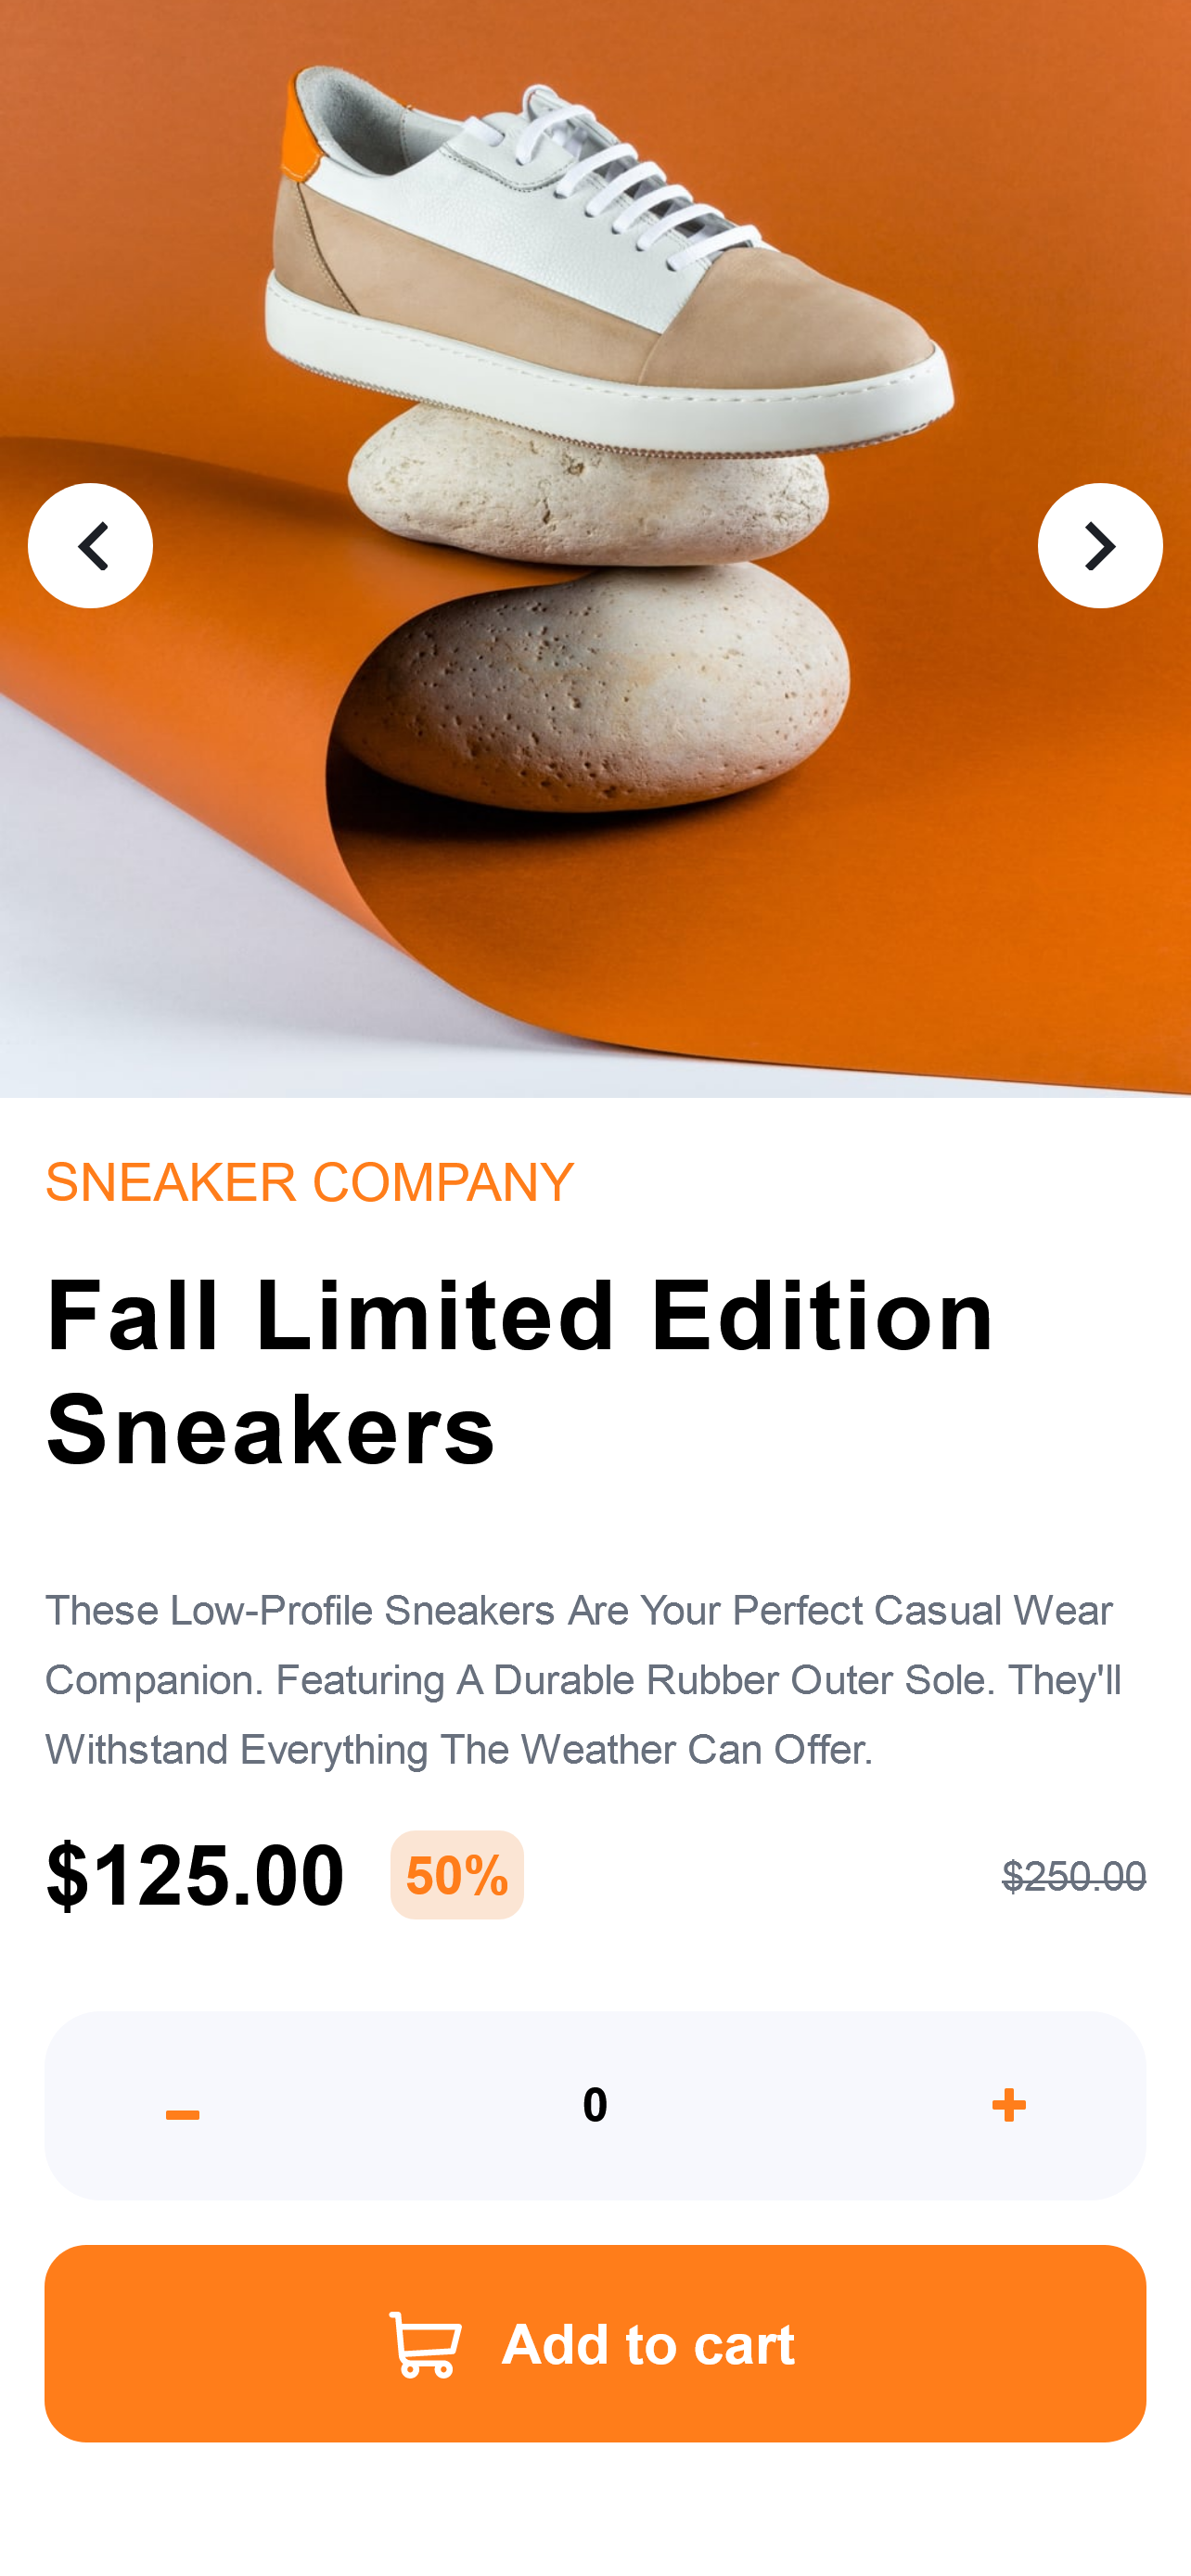 SNEAKER COMPANY
Fall Limited Edition
Sneakers
These Low-Profile Sneakers Are Your Perfect Casual Wear
Companion. Featuring A Durable Rubber Outer Sole. They'll
Withstand Everything The Weather Can Offer.
$125.00 50% $250.00
0
Add to cart